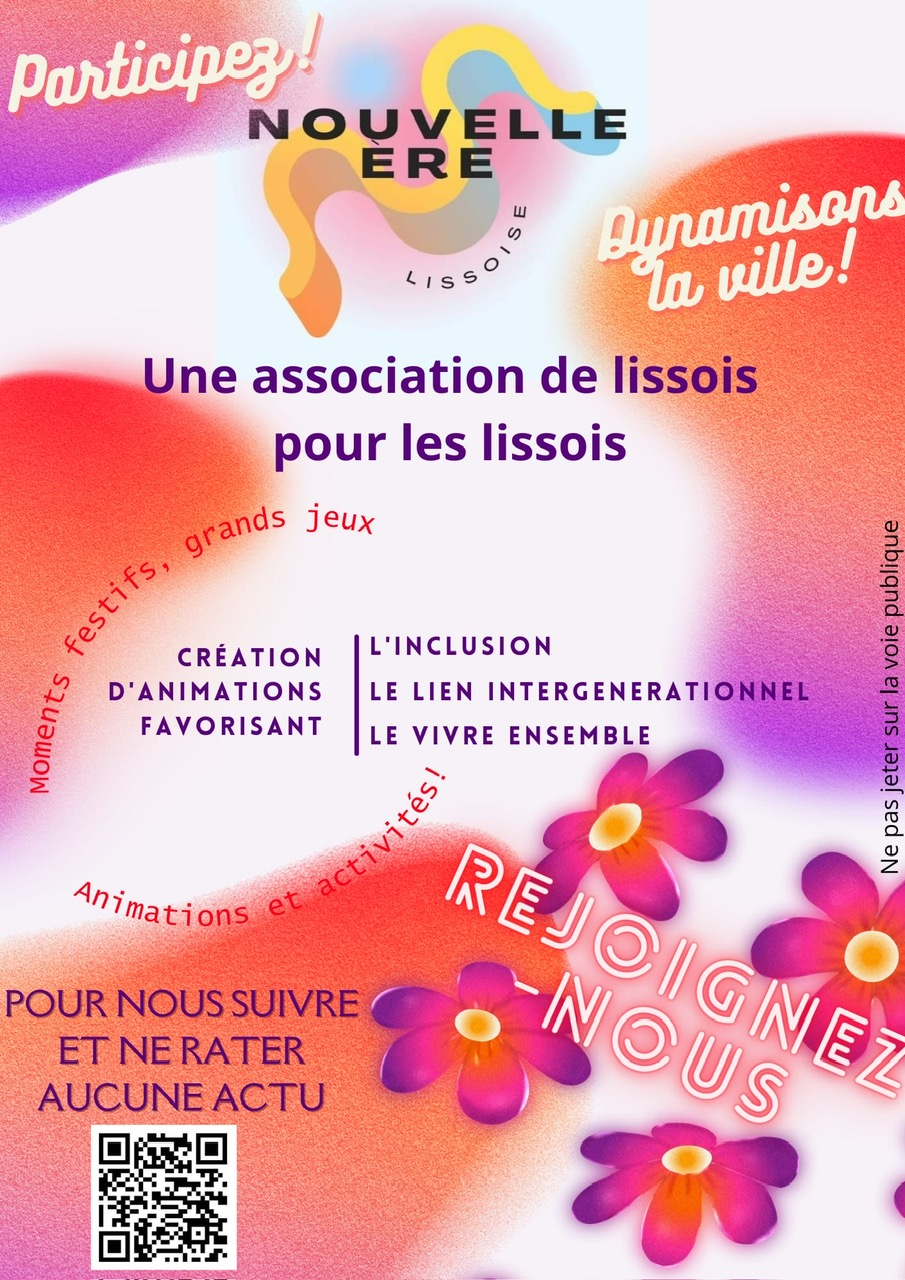 Participez !
NOUVELLE
ÈRE
LISSOISE
Dynamisons
la ville !
Une association de lissois
pour les lissois
Moments festifs, grands jeux
CRÉATION
D'ANIMATIONS
FAVORISANT
L'INCLUSION
LE LIEN INTERGENERATIONNEL
LE VIVRE ENSEMBLE
Animations et activités!
Ne pas jeter sur la voie publique
REJOIGNEZ
-NOUS
POUR NOUS SUIVRE
ET NE RATER
AUCUNE ACTU